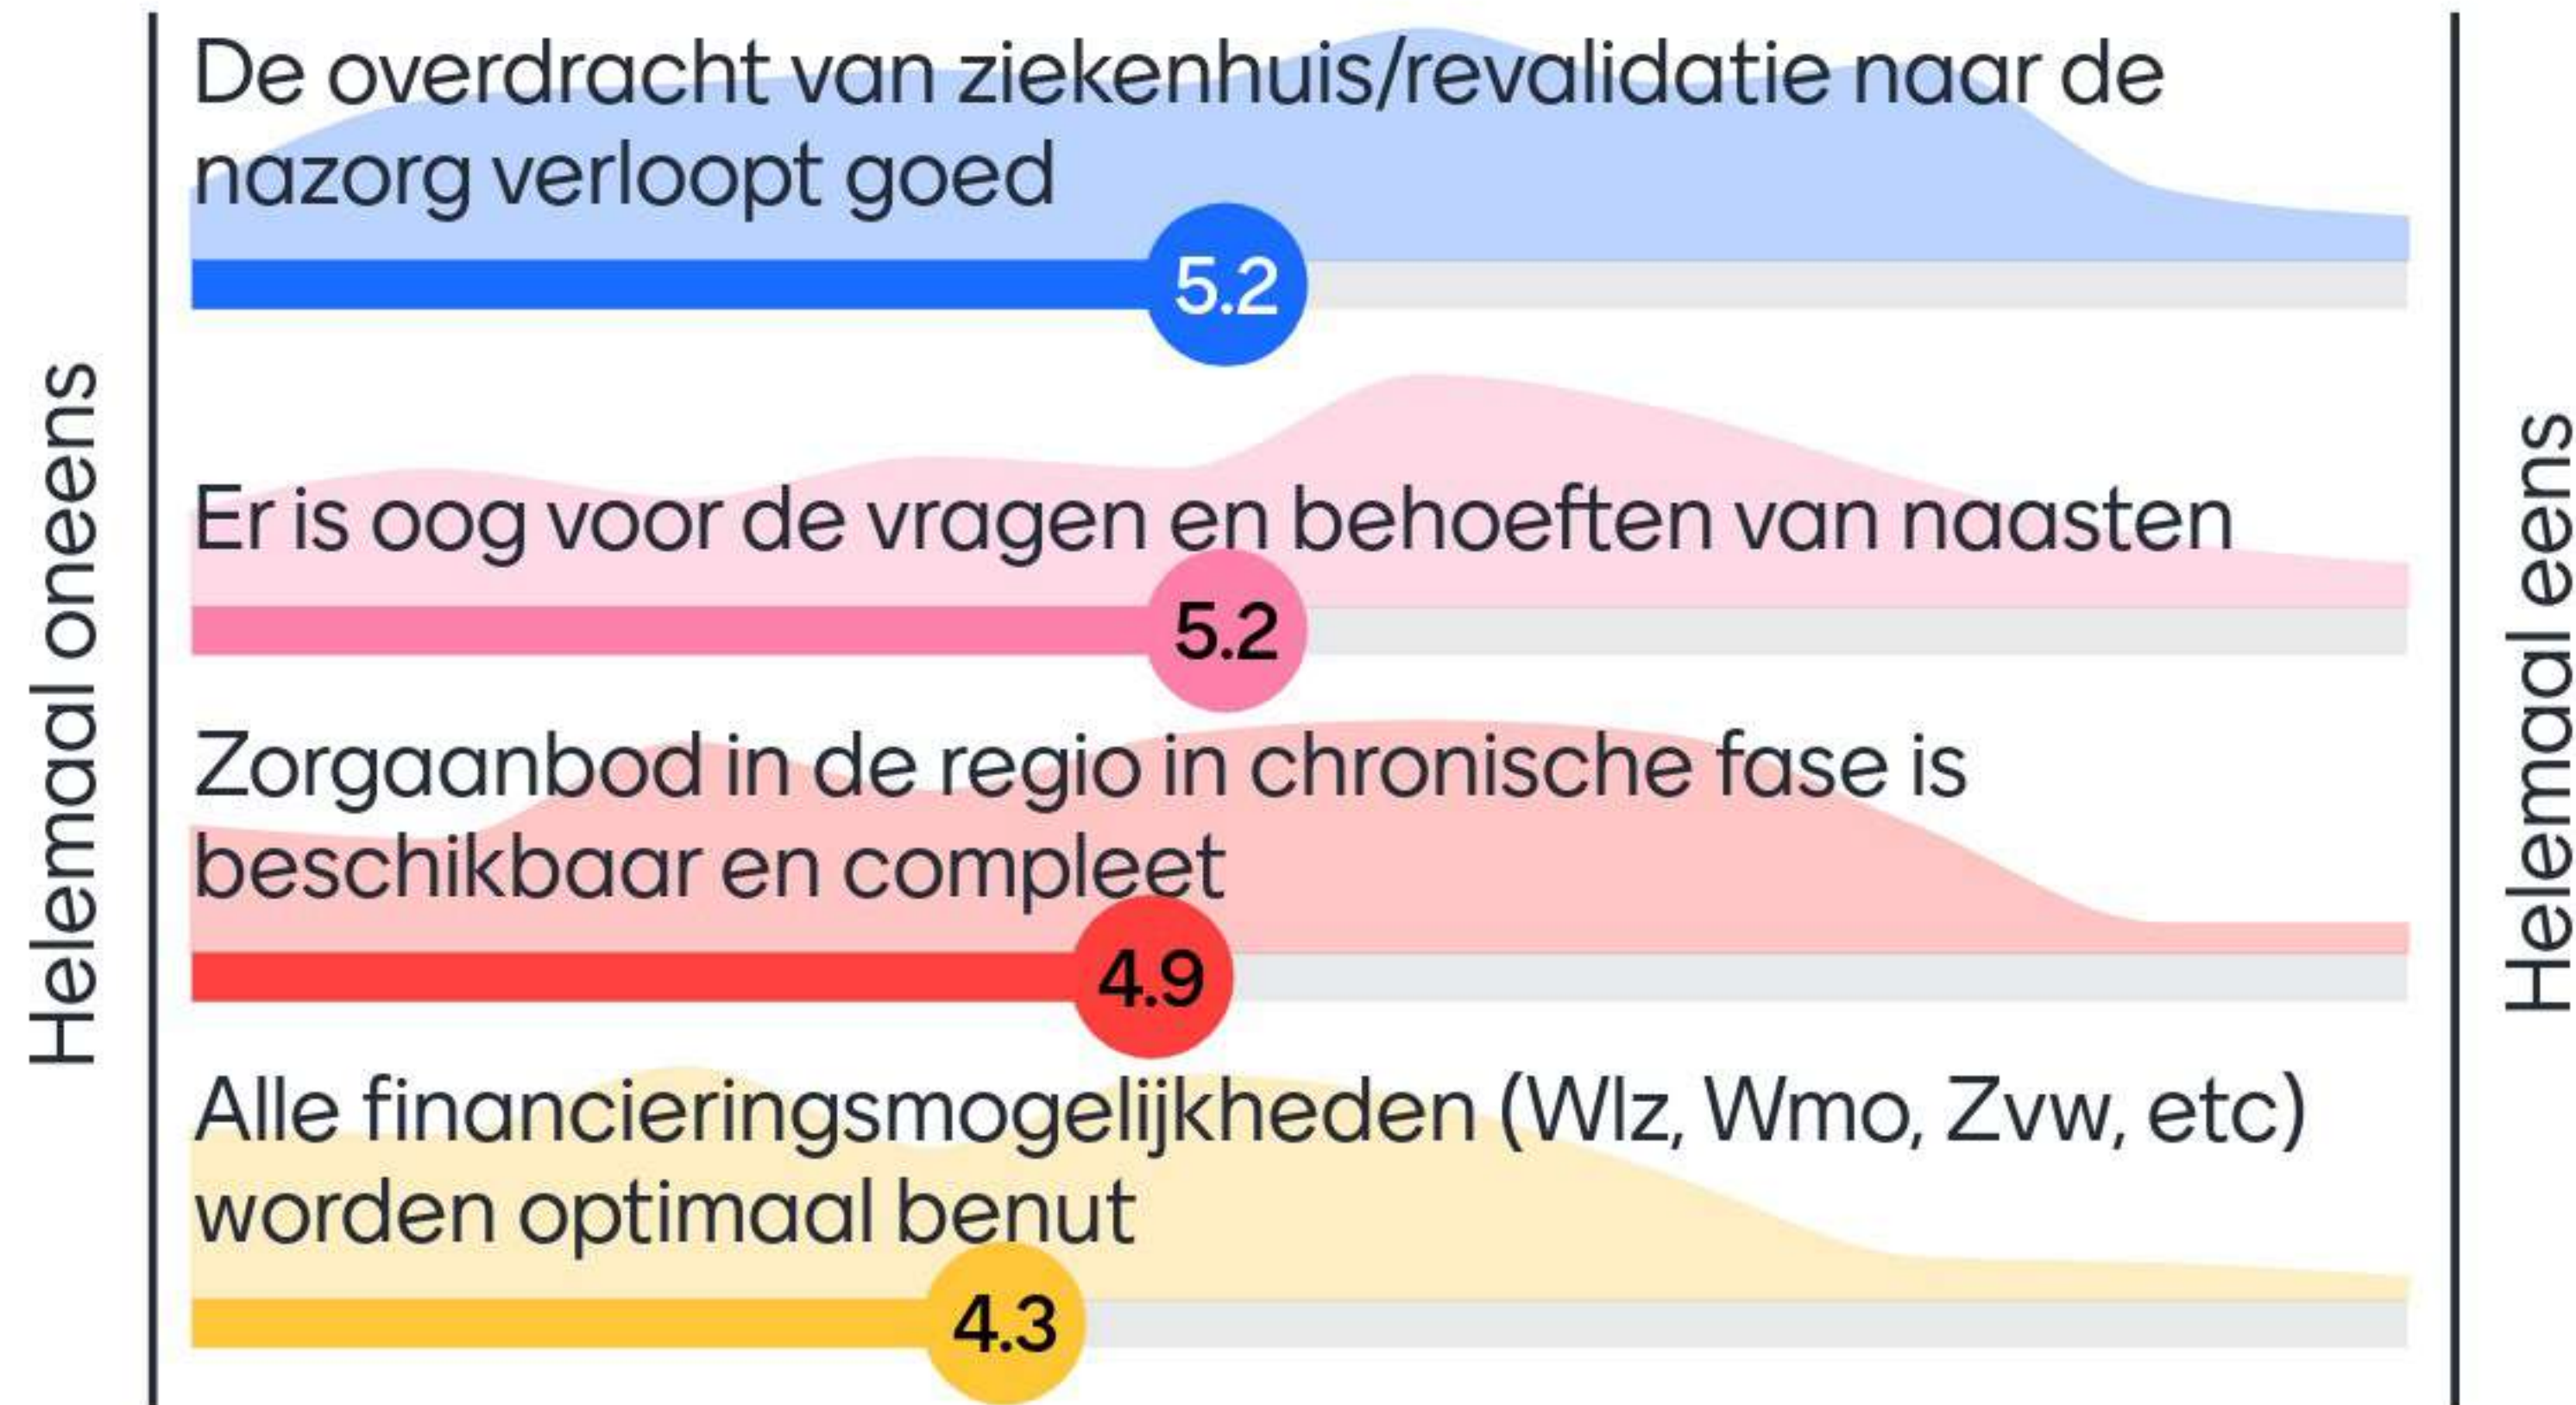 Helemaal oneens
De overdracht van ziekenhuis/revalidatie naar de
nazorg verloopt goed
5.2
Er is oog voor de vragen en behoeften van naasten
5.2
Zorgaanbod in de regio in chronische fase is
beschikbaar en compleet
4.9
Alle financieringsmogelijkheden (Wlz, Wmo, Zvw, etc)
worden optimaal benut
4.3
Helemaal eens